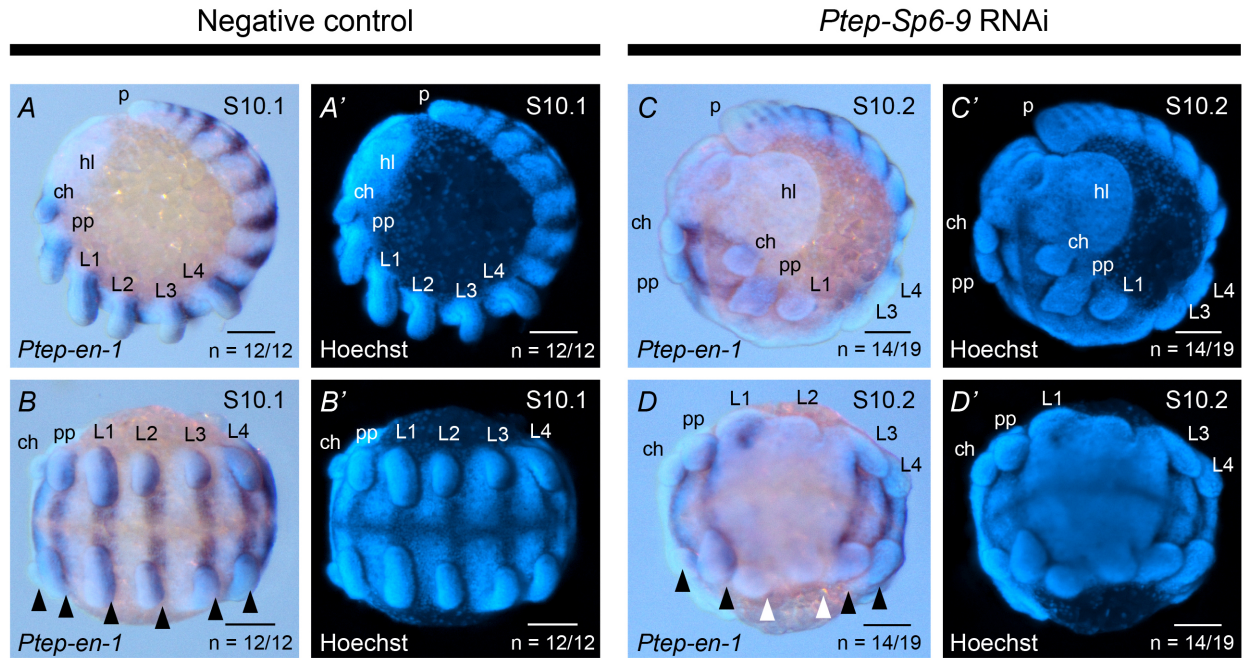 Negative control
Ptep-Sp6-9 RNAi
A
S10.1
p
hl
ch
pp
L1
L2
L3
L4
Ptep-en-1
n = 12/12
A’
S10.1
p
hl
ch
pp
L1
L2
L3
L4
Hoechst
n = 12/12
C
S10.2
p
hl
ch
ch
pp
pp
L1
L4
L3
Ptep-en-1
n = 14/19
C’
S10.2
p
hl
ch
ch
pp
pp
L1
L4
L3
Hoechst
n = 14/19
B
S10.1
ch
pp
L1
L2
L3
L4
Ptep-en-1
n = 12/12
B’
S10.1
ch
pp
L1
L2
L3
L4
Hoechst
n = 12/12
D
S10.2
L1
L2
pp
ch
L3
L4
Ptep-en-1
n = 14/19
D’
S10.2
L1
pp
ch
L3
L4
Hoechst
n = 14/19